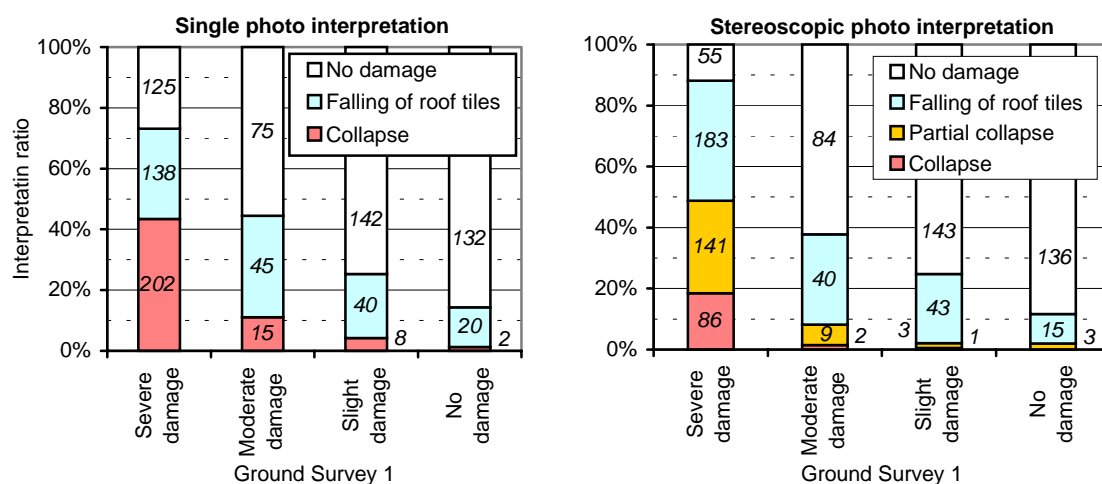 Single photo interpretation
Interpretatin ratio
100%
80%
60%
40%
20%
0%
No damage
Falling of roof tiles
Collapse
125
138
202
75
45
15
142
40
8
132
20
2
Severe
damage
Moderate
damage
Slight
damage
No
damage
Ground Survey 1
Stereoscopic photo interpretation
100%
80%
60%
40%
20%
0%
No damage
Falling of roof tiles
Partial collapse
Collapse
55
183
141
86
84
40
9
2
143
43
3
1
136
15
3
Severe
damage
Moderate
damage
Slight
damage
No
damage
Ground Survey 1